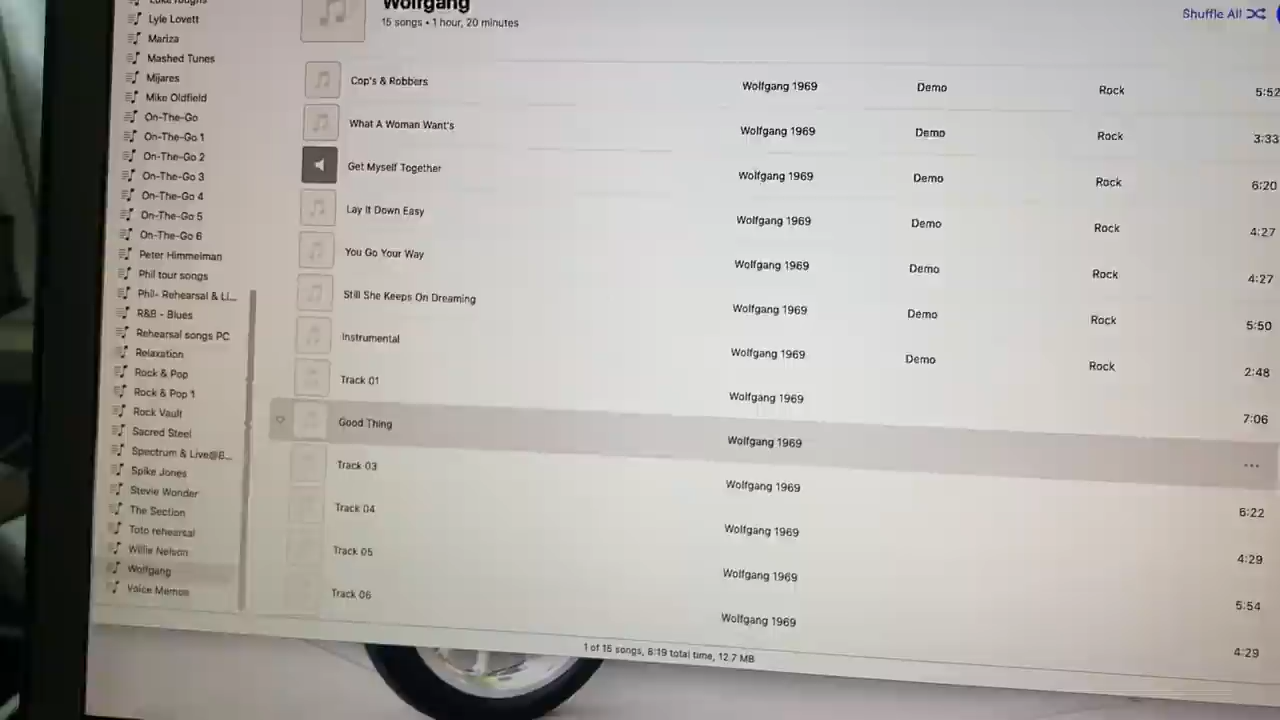 Lyle Lovett
Mariza
Mashed Tunes
Mijares
Mike Oldfield
On-The-Go
On-The-Go 1
On-The-Go 2
On-The-Go 3
On-The-Go 4
On-The-Go 5
On-The-Go 6
Peter Himmelman
Phil tour songs
Phil- Rehearsal & Li...
R&B - Blues
Rehearsal songs PC
Relaxation
Rock & Pop
Rock & Pop 1
Rock Vault
Sacred Steel
Spectrum & Live@B...
Spike Jones
Stevie Wonder
The Section
Toto rehearsal
Willie Nelson
Wolfgang
Voice Memos
Wolfgang
15 songs • 1 hour, 20 minutes
Shuffle All
Cop's & Robbers Wolfgang 1969 Demo Rock 5:52
What A Woman Want's Wolfgang 1969 Demo Rock 3:33
Get Myself Together Wolfgang 1969 Demo Rock 6:20
Lay It Down Easy Wolfgang 1969 Demo Rock 4:27
You Go Your Way Wolfgang 1969 Demo Rock 4:27
Still She Keeps On Dreaming Wolfgang 1969 Demo Rock 5:50
Instrumental Wolfgang 1969 Demo Rock 2:48
Track 01 Wolfgang 1969 7:06
Good Thing Wolfgang 1969 ...
Track 03 Wolfgang 1969 6:22
Track 04 Wolfgang 1969 4:29
Track 05 Wolfgang 1969 5:54
Track 06 Wolfgang 1969 4:29
1 of 15 songs, 8:19 total time, 12.7 MB